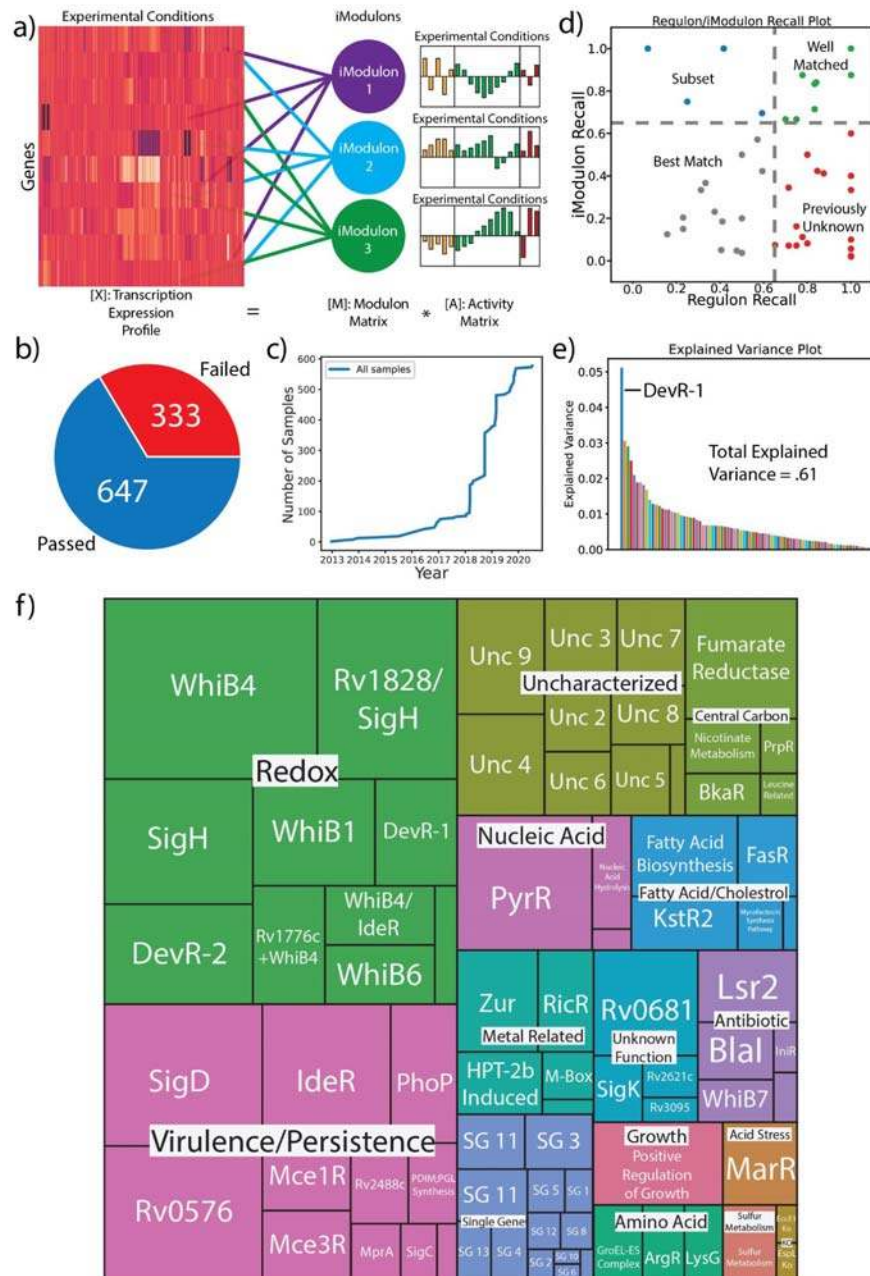 a)
Experimental Conditions
iModulons
Genes
iModulon
1
iModulon
2
iModulon
3
Experimental Conditions
Experimental Conditions
Experimental Conditions
[X]: Transcription
Expression
Profile
=
[M]: Modulon
Matrix
*
[A]: Activity
Matrix
d)
Regulon/iModulon Recall Plot
iModulon Recall
1.0
0.8
0.6
0.4
0.2
0.0
Subset
Well
Matched
Best Match
Previously
Unknown
0.0 0.2 0.4 0.6 0.8 1.0
Regulon Recall
b)
Failed
333
647
Passed
c)
Number of Samples
600
500
400
300
200
100
0
All samples
2013 2014 2015 2016 2017 2018 2019 2020
Year
e)
Explained Variance Plot
Explained Variance
0.05
0.04
0.03
0.02
0.01
0.00
DevR-1
Total Explained
Variance = .61
f)
WhiB4
Rv1828/
SigH
Redox
SigH
WhiB1
DevR-1
DevR-2
Rv1776c
+WhiB4
WhiB4/
IdeR
WhiB6
Unc 9
Unc 3
Unc 7
Uncharacterized
Unc 2
Unc 8
Unc 4
Unc 6
Unc 5
Fumarate
Reductase
Central Carbon
Nicotinate
Metabolism
PrpR
BkaR
Leucine
Related
Nucleic Acid
PyrR
Nucleic
Acid
Hydrolysis
Fatty Acid
Biosynthesis
FasR
Fatty Acid/Cholestrol
KstR2
Mycofactocin
Synthesis
Pathway
Zur
RicR
Metal Related
HPT-2b
Induced
M-Box
Rv0681
Unknown
Function
SigK
Rv2621c
Rv3095
Lsr2
Antibiotic
BlaI
IniR
WhiB7
SigD
IdeR
PhoP
Virulence/Persistence
Rv0576
Mce1R
Mce3R
Rv2488c
PDIM,PGL
Synthesis
MprA
SigC
SG 11
SG 3
SG 11
SG 5
SG 1
Single Gene
SG 12
SG 8
SG 13
SG 4
SG 2
SG 10
SG 6
Growth
Positive
Regulation
of Growth
Acid Stress
MarR
Amino Acid
GroEL-ES
Complex
ArgR
LysG
Sulfur
Metabolism
Sulfur
Metabolism
Ko
KO
Ko